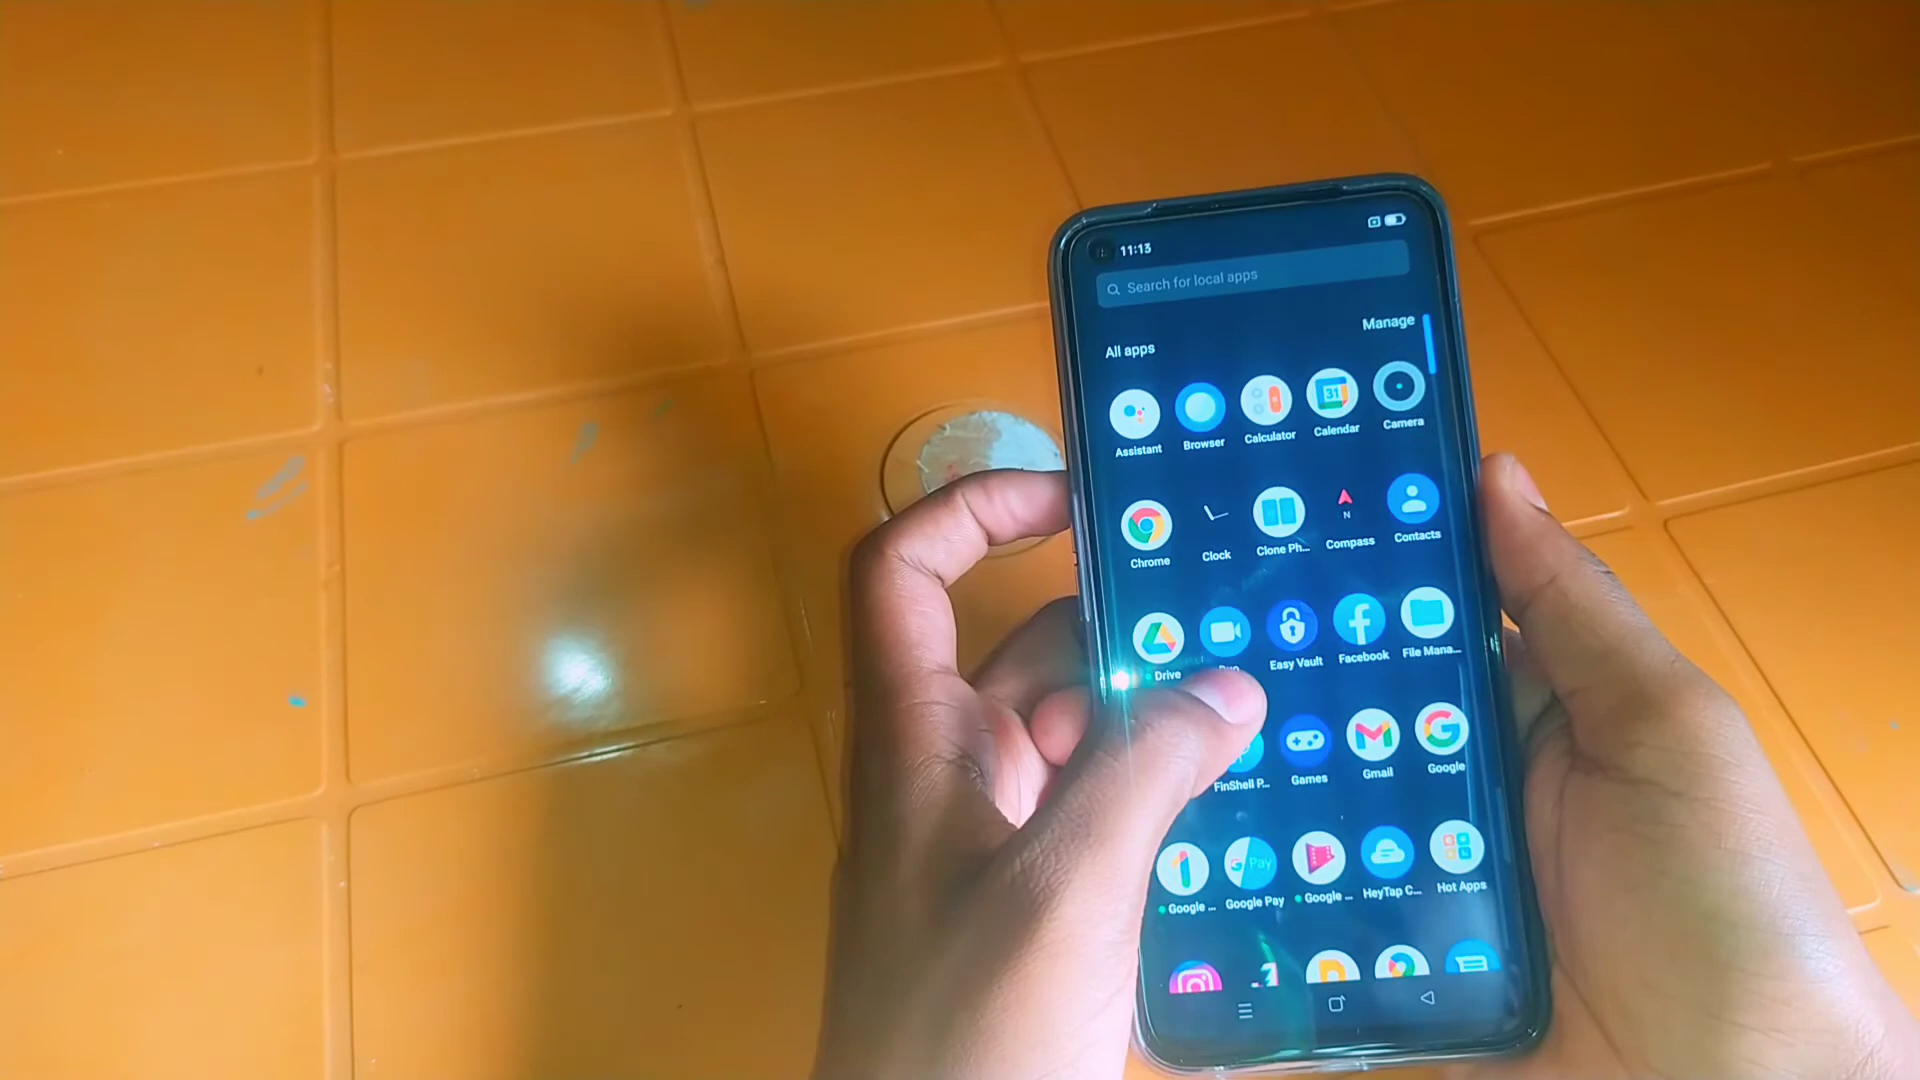 11:13
Search for local apps
Manage
All apps
Assistant Browser Calculator Calendar Camera
31
Chrome Clock Clone Ph... Compass Contacts
N
Drive Easy Vault Facebook File Mana...
FinShell P... Games Gmail Google
Google ... Google Pay Google ... HeyTap C... Hot Apps